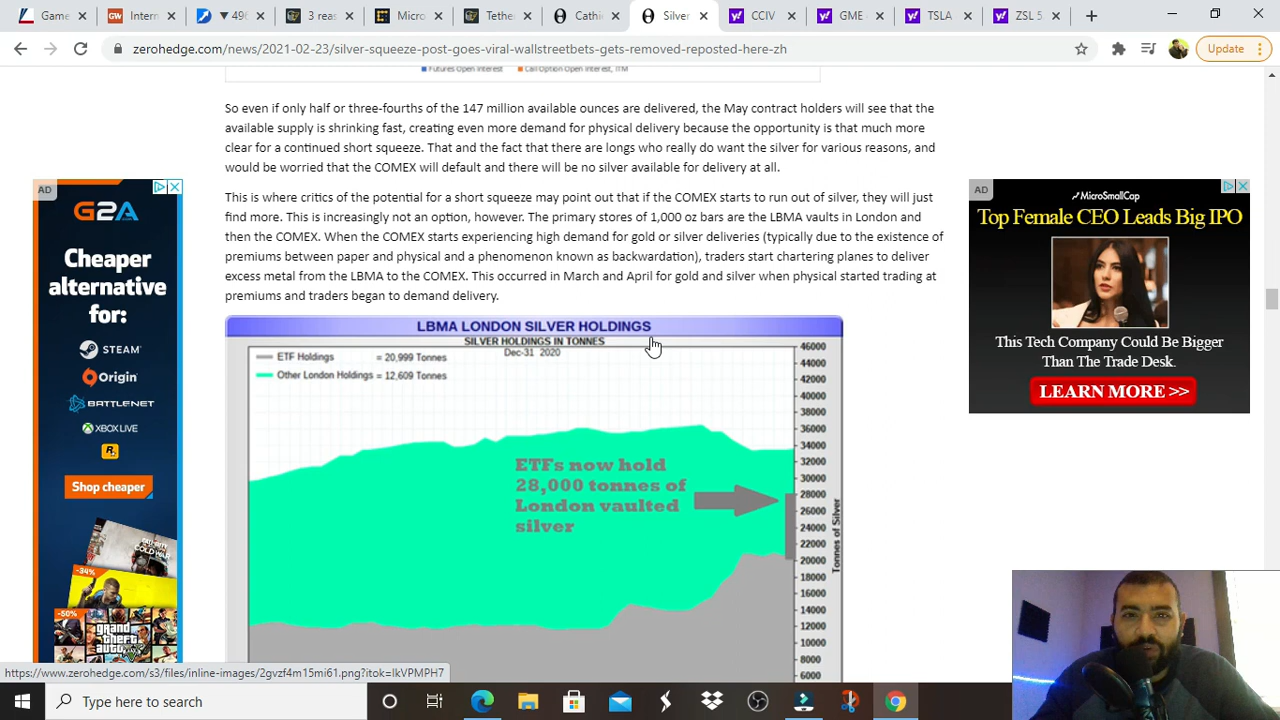 Game
Intern
496
3 reas
Micro
Tether
Cathi
Silver
CCIV
GME
TSLA
ZSL 5.
zerohedge.com/news/2021-02-23/silver-squeeze-post-goes-viral-wallstreetbets-gets-removed-reposted-here-zh
Update
Futures Open Interest Call Option Open Interest, ITM
So even if only half or three-fourths of the 147 million available ounces are delivered, the May contract holders will see that the
available supply is shrinking fast, creating even more demand for physical delivery because the opportunity is that much more
clear for a continued short squeeze. That and the fact that there are longs who really do want the silver for various reasons, and
would be worried that the COMEX will default and there will be no silver available for delivery at all.
This is where critics of the potential for a short squeeze may point out that if the COMEX starts to run out of silver, they will just
find more. This is increasingly not an option, however. The primary stores of 1,000 oz bars are the LBMA vaults in London and
then the COMEX. When the COMEX starts experiencing high demand for gold or silver deliveries (typically due to the existence of
premiums between paper and physical and a phenomenon known as backwardation), traders start chartering planes to deliver
excess metal from the LBMA to the COMEX. This occurred in March and April for gold and silver when physical started trading at
premiums and traders began to demand delivery.
LBMA LONDON SILVER HOLDINGS
SILVER HOLDINGS IN TONNES
Dec-31 2020
ETF Holdings = 20,999 Tonnes
Other London Holdings = 12,609 Tonnes
ETFs now hold
28,000 tonnes of
London vaulted
silver
46000
44000
42000
40000
38000
36000
34000
32000
30000
28000
26000
24000
22000
20000
18000
16000
14000
12000
10000
8000
6000
Tonnes of Silver
AD
G2A
Cheaper
alternative
for:
STEAM
Origin
BATTLE.NET
XBOX LIVE
R
Shop cheaper
-34%
-50%
grand
theft
auto
AD
MicroSmallCap
Top Female CEO Leads Big IPO
This Tech Company Could Be Bigger
Than The Trade Desk.
LEARN MORE >>
https://www.zerohedge.com/s3/files/inline-images/2gvzf4m15mi61.png?itok=IkVPMPH7
Type here to search